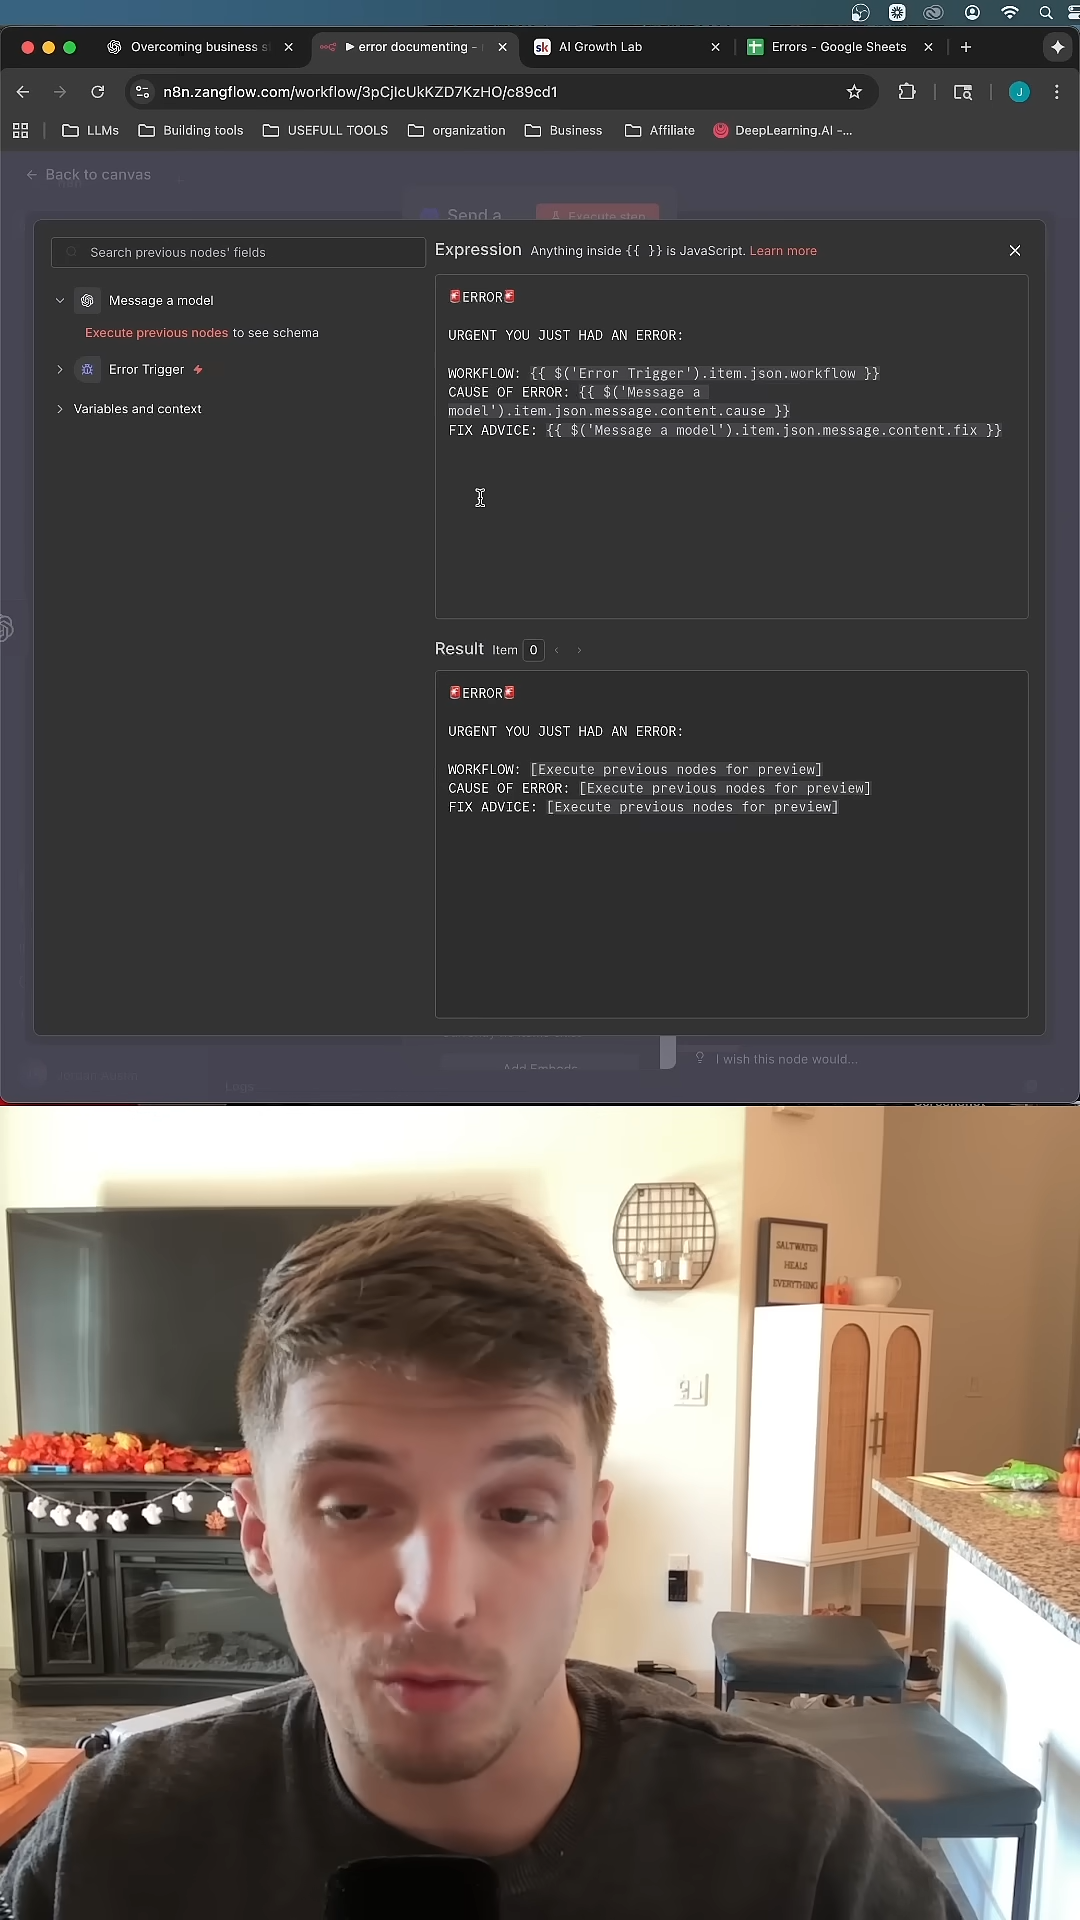 Overcoming business s
error documenting -
AI Growth Lab
Errors - Google Sheets
n8n.zangflow.com/workflow/3pCjlcUkKZD7KzHO/c89cd1
J
LLMs
Building tools
USEFULL TOOLS
organization
Business
Affiliate
DeepLearning.AI -...
Back to canvas
Send a
Execute step
Search previous nodes' fields
Expression Anything inside {{ }} is JavaScript. Learn more
Message a model
Execute previous nodes to see schema
Error Trigger
Variables and context
🚨ERROR🚨
URGENT YOU JUST HAD AN ERROR:
WORKFLOW: {{ $('Error Trigger').item.json.workflow }}
CAUSE OF ERROR: {{ $('Message a
model').item.json.message.content.cause }}
FIX ADVICE: {{ $('Message a model').item.json.message.content.fix }}
Result Item 0
🚨ERROR🚨
URGENT YOU JUST HAD AN ERROR:
WORKFLOW: [Execute previous nodes for preview]
CAUSE OF ERROR: [Execute previous nodes for preview]
FIX ADVICE: [Execute previous nodes for preview]
Add Embeds
I wish this node would...
Logs
SALTWATER
HEALS
EVERYTHING